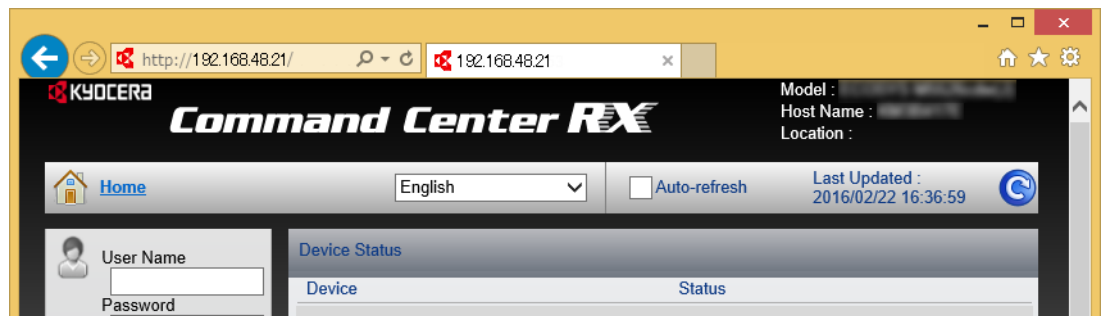 http://192.168.48.21/
192.168.48.21
KYOCERA
Command Center RX
Model :
Host Name :
Location :
Home
English
Auto-refresh
Last Updated :
2016/02/22 16:36:59
User Name
Password
Device Status
Device Status